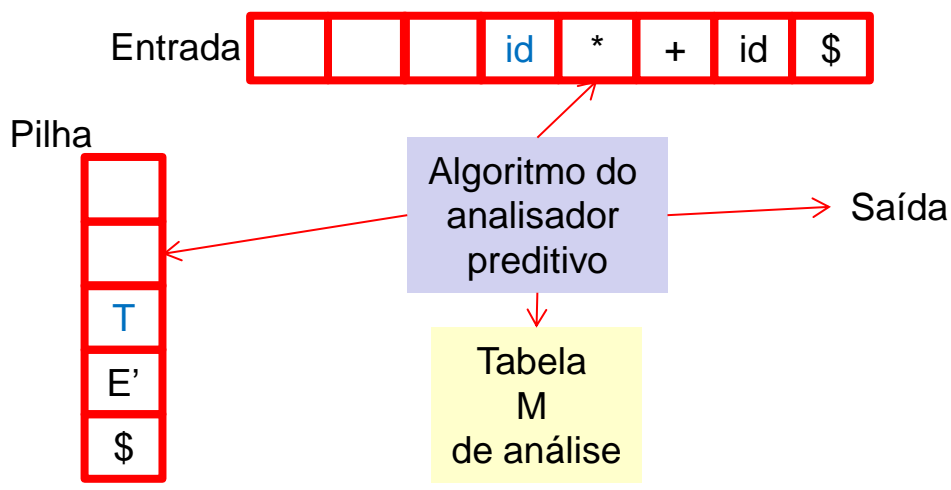 Entrada id * + id $
Pilha
Algoritmo do
analisador
preditivo
Saída
T
E’
$
Tabela
M
de análise